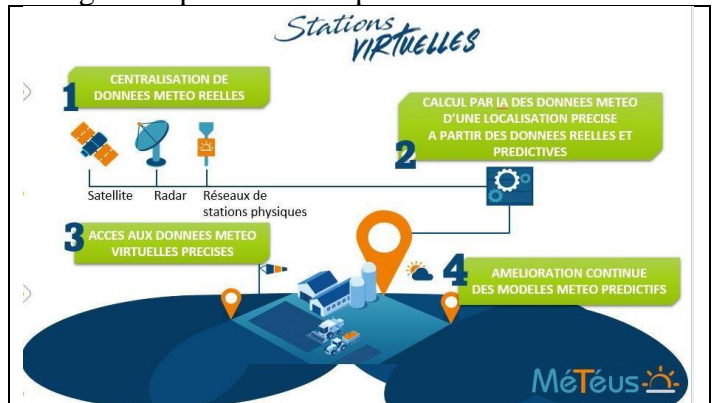 Stations
VIRTUELLES
1
CENTRALISATION DE
DONNEES METEO REELLES
Satellite
Radar
Réseaux de
stations physiques
2
CALCUL PAR IA DES DONNEES METEO
D'UNE LOCALISATION PRECISE
A PARTIR DES DONNEES REELLES ET
PREDICTIVES
3
ACCES AUX DONNEES METEO
VIRTUELLES PRECISES
4
AMELIORATION CONTINUE
DES MODELES METEO PREDICTIFS
MéTéus